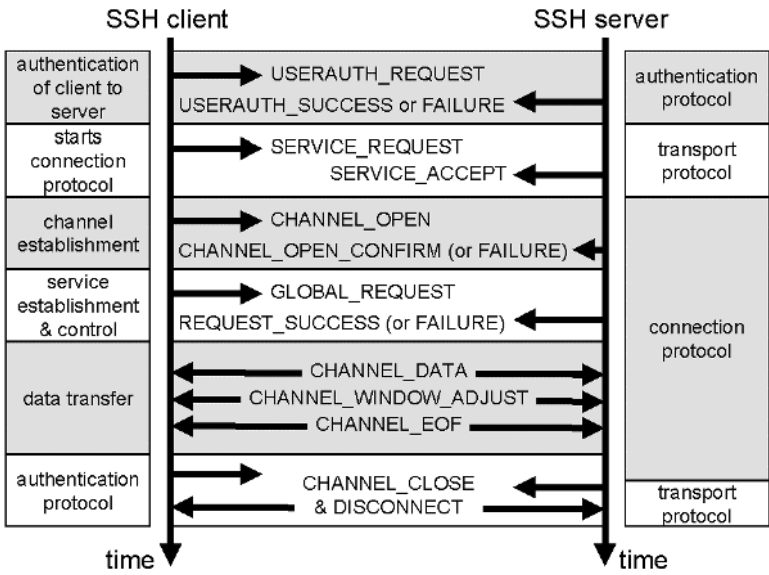 SSH client
SSH server
authentication
of client to
server
USERAUTH_REQUEST
USERAUTH_SUCCESS or FAILURE
authentication
protocol
starts
connection
protocol
SERVICE_REQUEST
SERVICE_ACCEPT
transport
protocol
channel
establishment
CHANNEL_OPEN
CHANNEL_OPEN_CONFIRM (or FAILURE)
service
establishment
& control
GLOBAL_REQUEST
REQUEST_SUCCESS (or FAILURE)
connection
protocol
data transfer
CHANNEL_DATA
CHANNEL_WINDOW_ADJUST
CHANNEL_EOF
authentication
protocol
CHANNEL_CLOSE
& DISCONNECT
transport
protocol
time
time